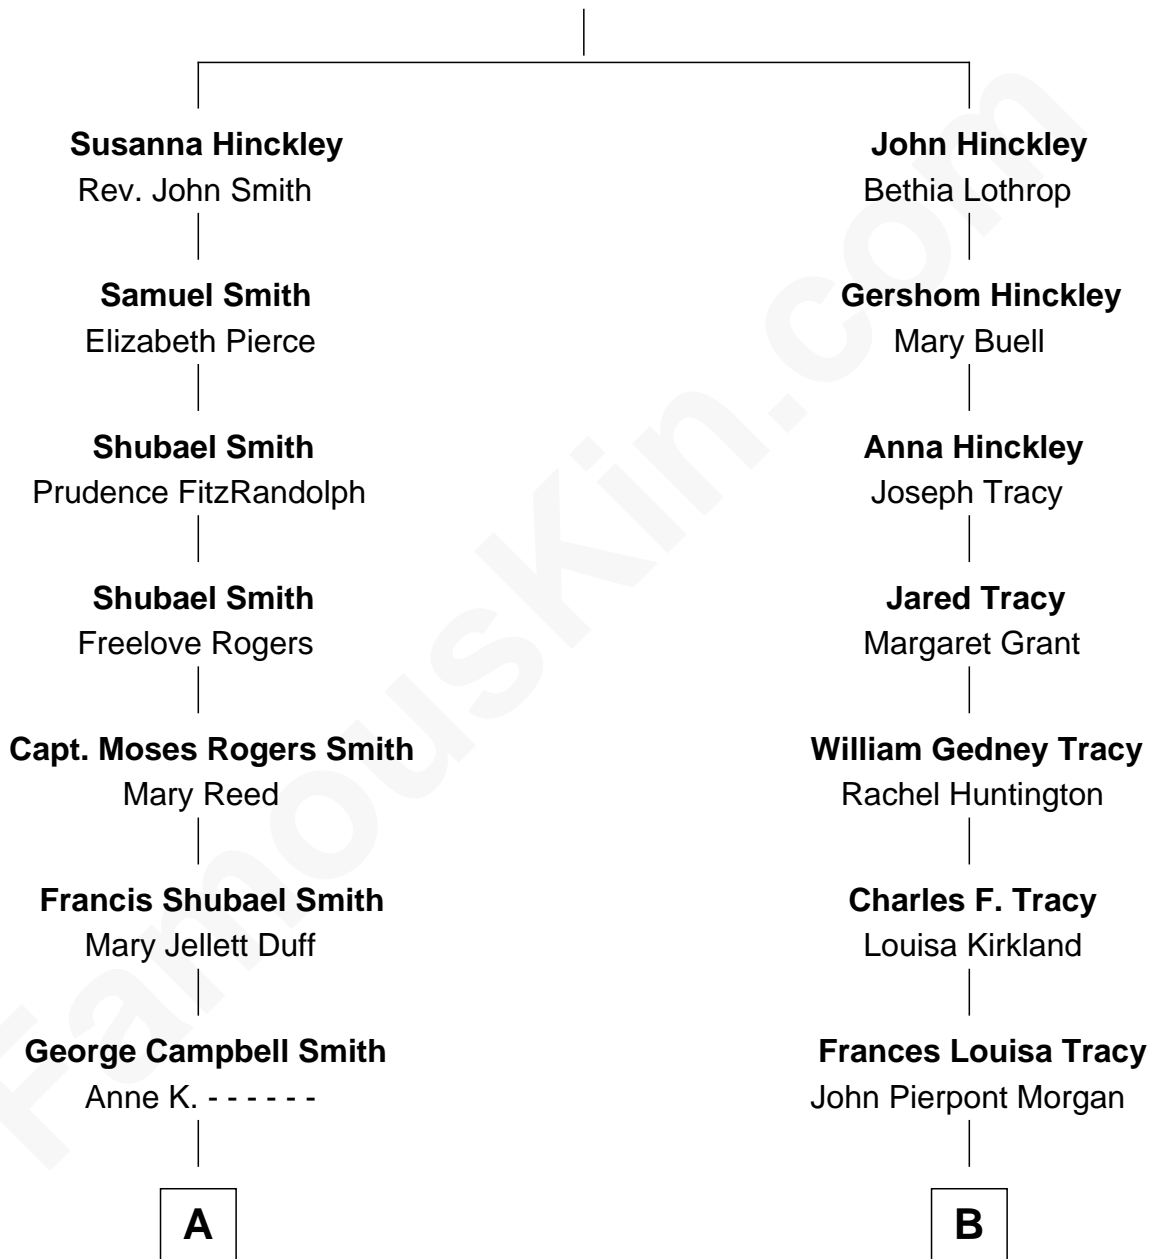 Susanna Hinckley
Rev. John Smith
Samuel Smith
Elizabeth Pierce
Shubael Smith
Prudence FitzRandolph
Shubael Smith
Freelove Rogers
Capt. Moses Rogers Smith
Mary Reed
Francis Shubael Smith
Mary Jellett Duff
George Campbell Smith
Anne K. - - - - - -
A
John Hinckley
Bethia Lothrop
Gershom Hinckley
Mary Buell
Anna Hinckley
Joseph Tracy
Jared Tracy
Margaret Grant
William Gedney Tracy
Rachel Huntington
Charles F. Tracy
Louisa Kirkland
Frances Louisa Tracy
John Pierpont Morgan
B
FamousKin.com